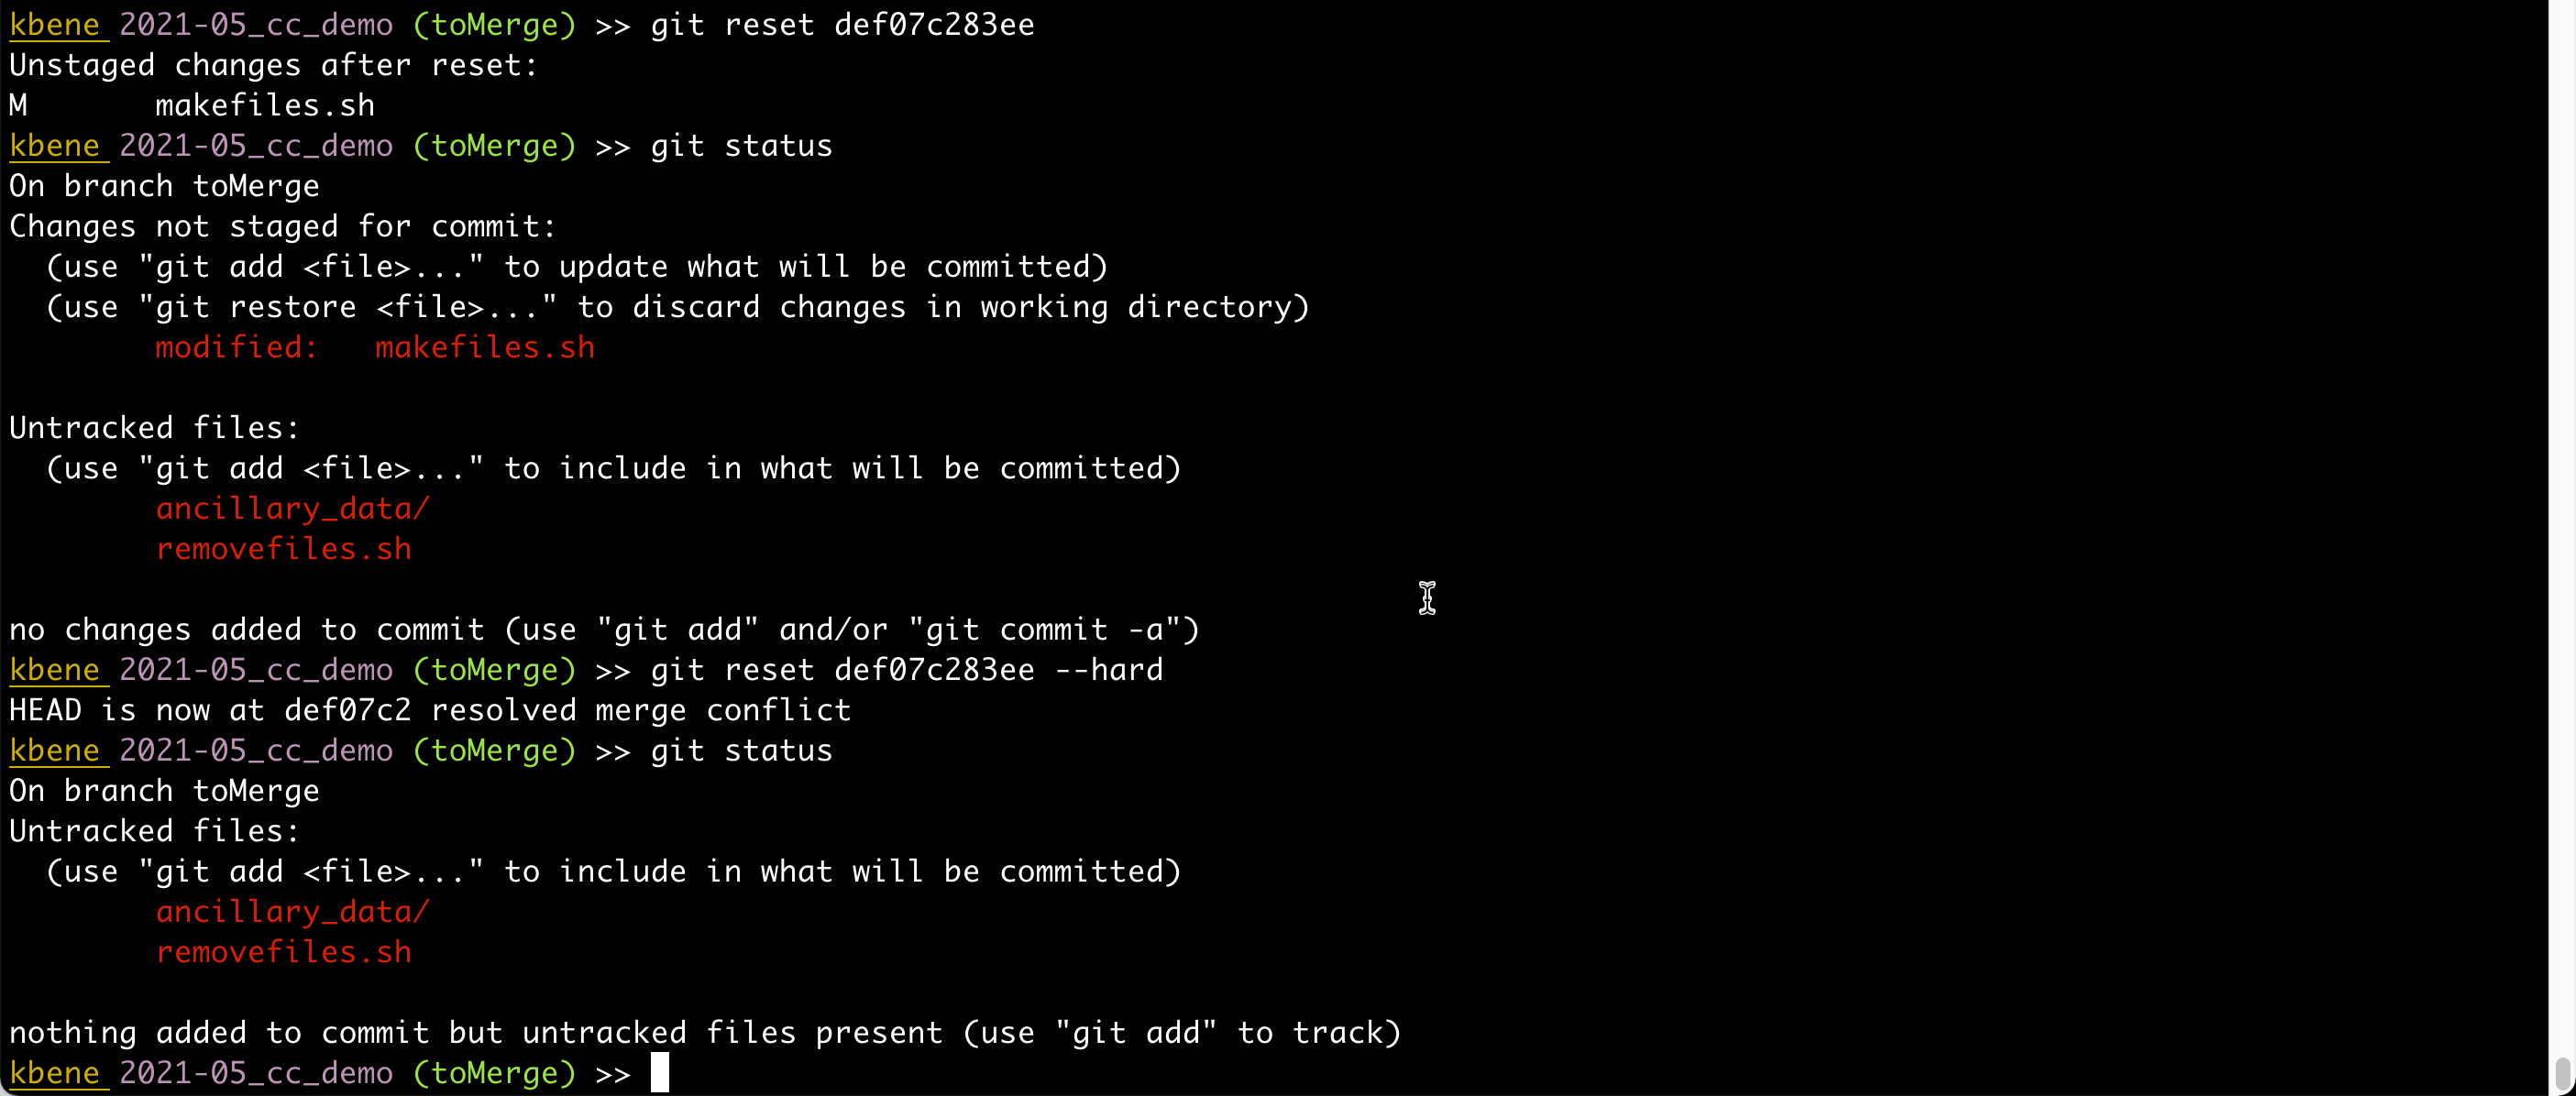 kbene 2021-05_cc_demo (toMerge) >> git reset def07c283ee
Unstaged changes after reset:
M       makefiles.sh
kbene 2021-05_cc_demo (toMerge) >> git status
On branch toMerge
Changes not staged for commit:
  (use "git add <file>..." to update what will be committed)
  (use "git restore <file>..." to discard changes in working directory)
        modified:   makefiles.sh

Untracked files:
  (use "git add <file>..." to include in what will be committed)
        ancillary_data/
        removefiles.sh

no changes added to commit (use "git add" and/or "git commit -a")
kbene 2021-05_cc_demo (toMerge) >> git reset def07c283ee --hard
HEAD is now at def07c2 resolved merge conflict
kbene 2021-05_cc_demo (toMerge) >> git status
On branch toMerge
Untracked files:
  (use "git add <file>..." to include in what will be committed)
        ancillary_data/
        removefiles.sh

nothing added to commit but untracked files present (use "git add" to track)
kbene 2021-05_cc_demo (toMerge) >>